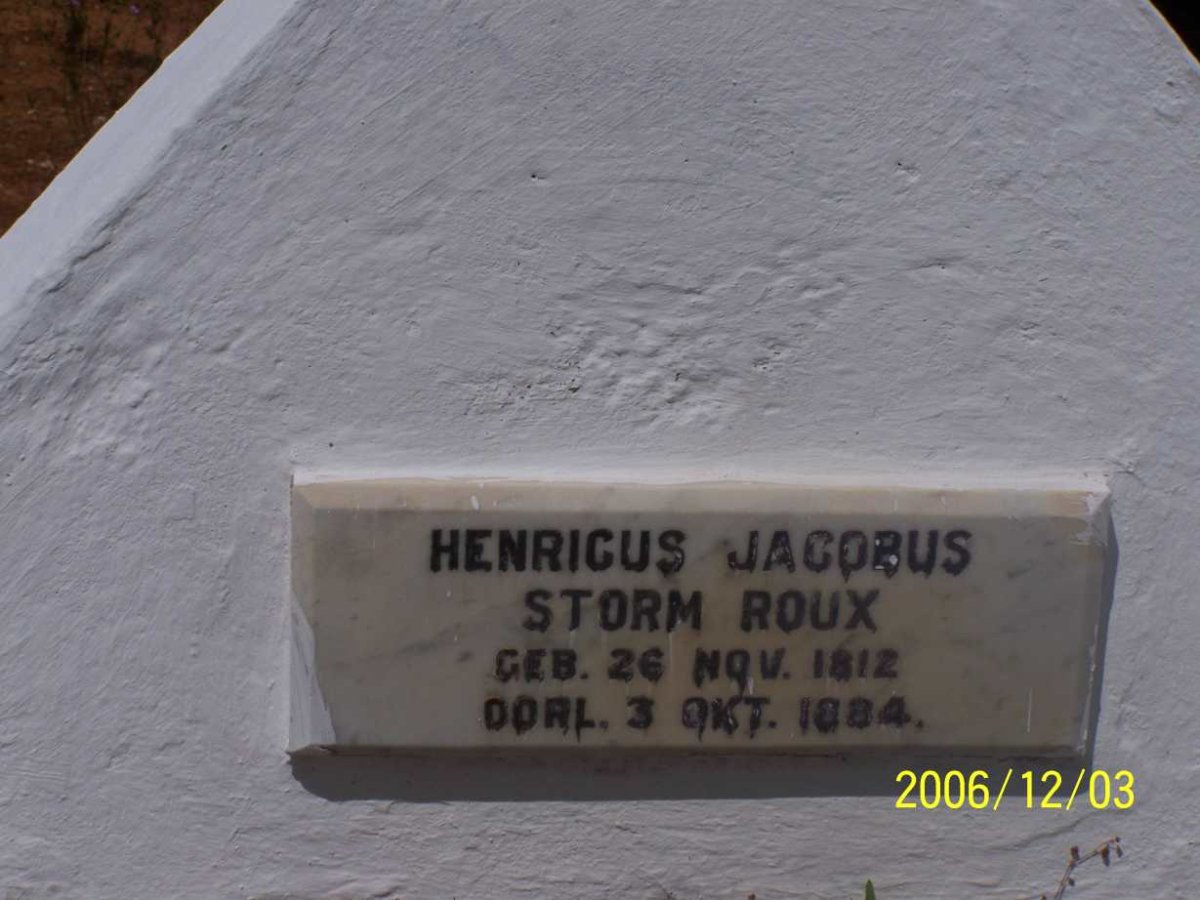 HENRICUS JACOBUS
STORM ROUX
GEB. 26 NOV. 1812
OORL. 3 OKT. 1884.
2006/12/03